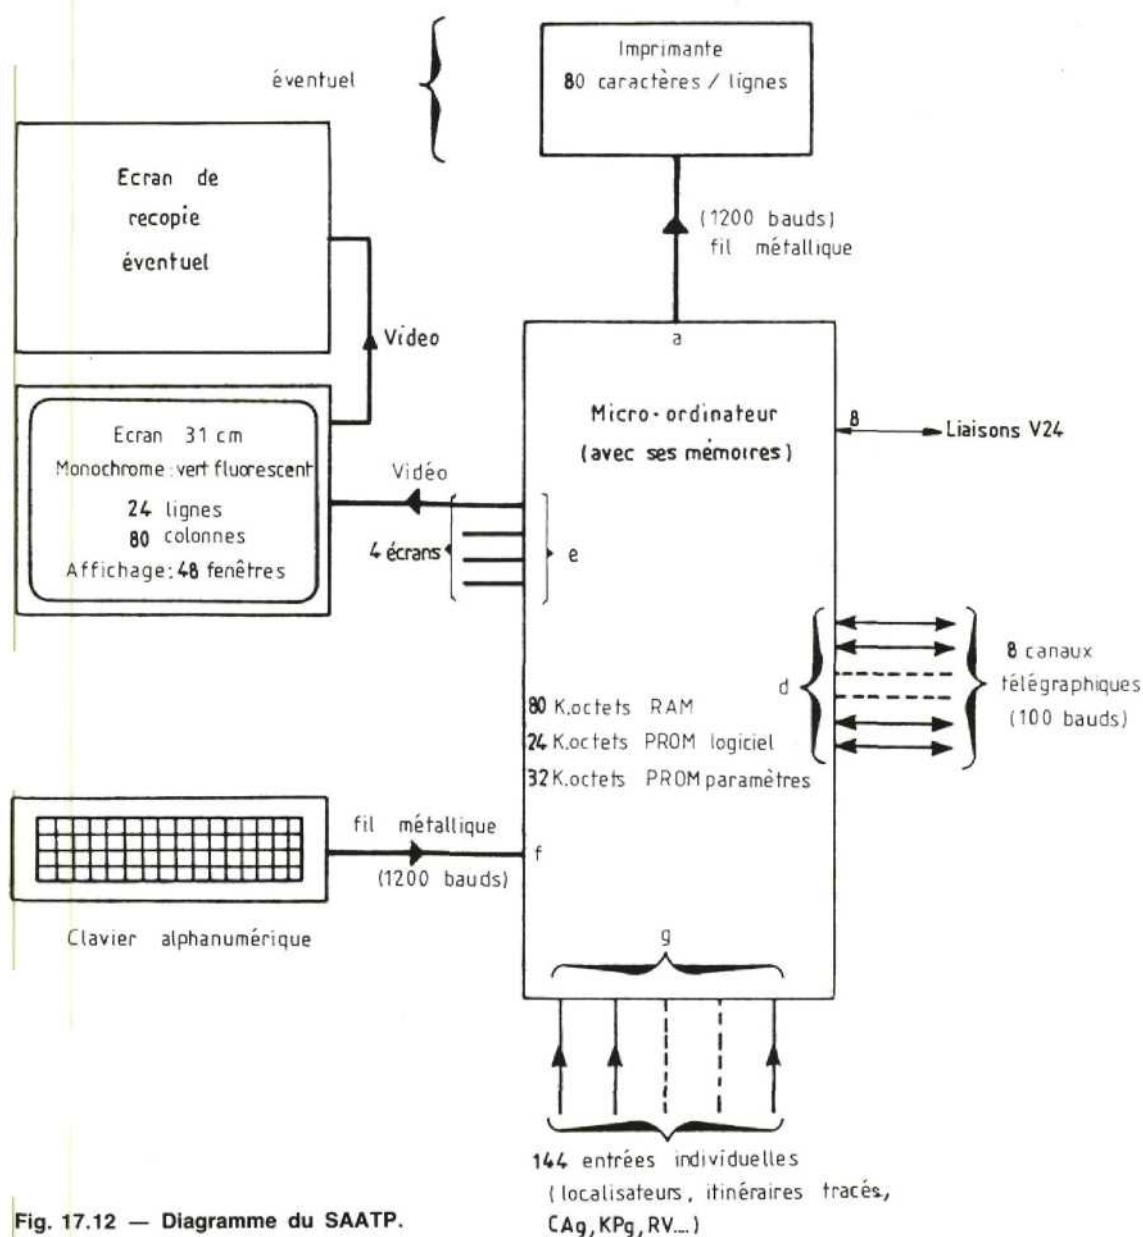 éventuel
Imprimante
80 caractères / lignes
Ecran de
recopie
éventuel
(1200 bauds)
fil métallique
Video
a
Micro-ordinateur
(avec ses mémoires)
8
Liaisons V24
Ecran 31 cm
Monochrome : vert fluorescent
24 lignes
80 colonnes
Affichage: 48 fenêtres
Vidéo
4 écrans
e
d
8 canaux
télégraphiques
(100 bauds)
80 K.octets RAM
24 K.octets PROM logiciel
32 K.octets PROM paramètres
fil métallique
(1200 bauds)
f
Clavier alphanumérique
g
144 entrées individuelles
(localisateurs, itinéraires tracés,
CAg, KPg, RV....)
Fig. 17.12 — Diagramme du SAATP.